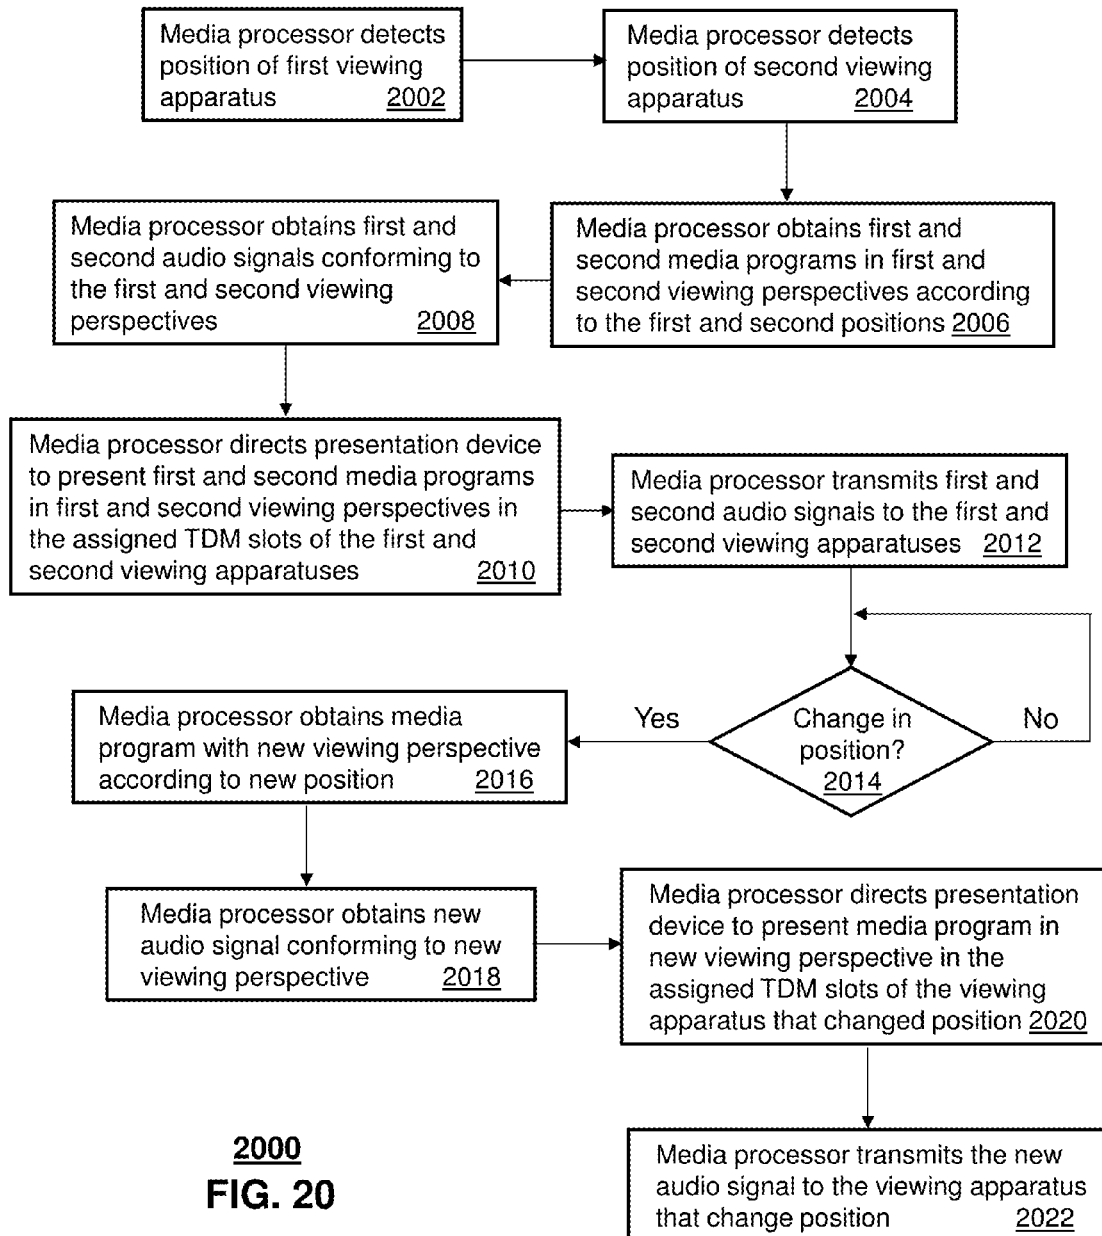 Media processor detects
position of first viewing
apparatus 2002
Media processor detects
position of second viewing
apparatus 2004
Media processor obtains first and
second media programs in first and
second viewing perspectives according
to the first and second positions 2006
Media processor obtains first and
second audio signals conforming to
the first and second viewing
perspectives 2008
Media processor directs presentation device
to present first and second media programs
in first and second viewing perspectives in
the assigned TDM slots of the first and
second viewing apparatuses 2010
Media processor transmits first and
second audio signals to the first and
second viewing apparatuses 2012
Change in
position?
2014
Yes
No
Media processor obtains media
program with new viewing perspective
according to new position 2016
Media processor obtains new
audio signal conforming to new
viewing perspective 2018
Media processor directs presentation
device to present media program in
new viewing perspective in the
assigned TDM slots of the viewing
apparatus that changed position 2020
Media processor transmits the new
audio signal to the viewing apparatus
that change position 2022
2000
FIG. 20